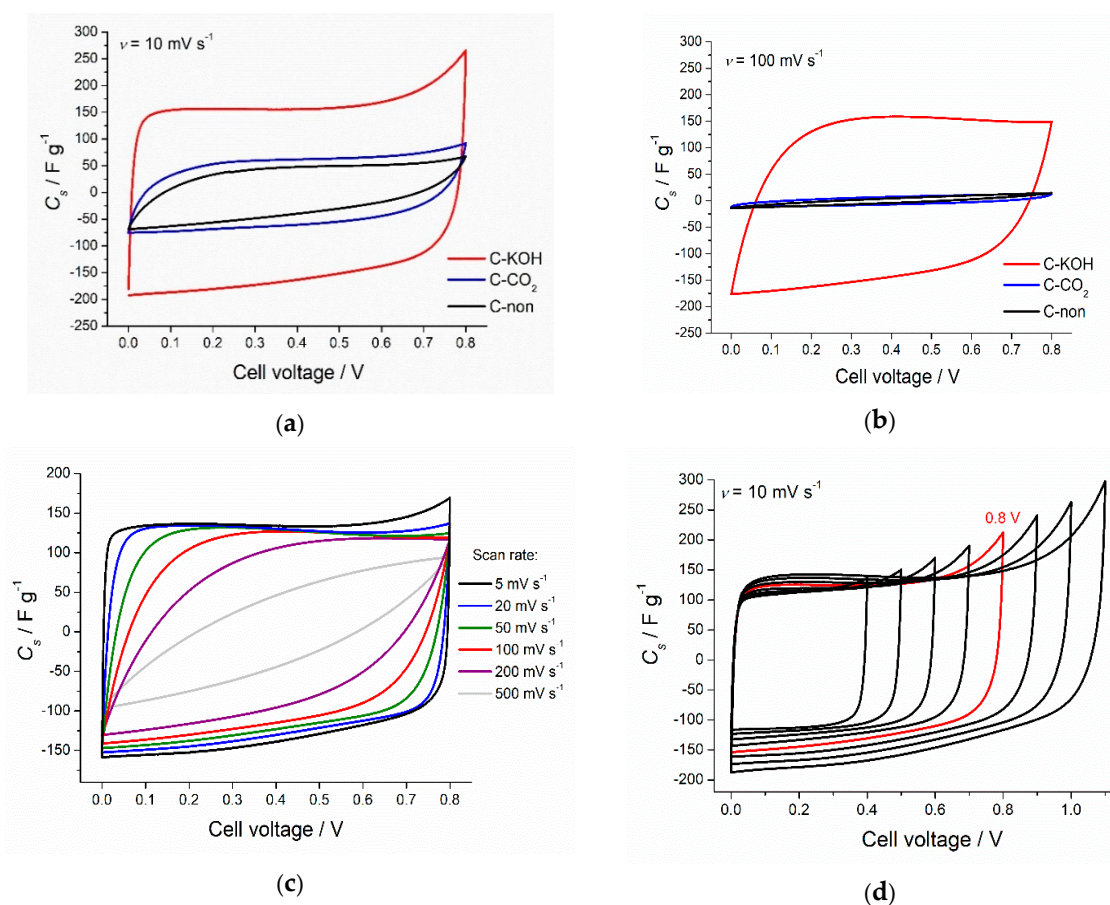 ν = 10 mV s⁻¹
300
250
200
150
100
50
0
-50
-100
-150
-200
-250
Cₛ / F g⁻¹
C-KOH
C-CO₂
C-non
0.0 0.1 0.2 0.3 0.4 0.5 0.6 0.7 0.8
Cell voltage / V
(a)
ν = 100 mV s⁻¹
300
250
200
150
100
50
0
-50
-100
-150
-200
-250
Cₛ / F g⁻¹
C-KOH
C-CO₂
C-non
0.0 0.1 0.2 0.3 0.4 0.5 0.6 0.7 0.8
Cell voltage / V
(b)
200
150
100
50
0
-50
-100
-150
Cₛ / F g⁻¹
Scan rate:
5 mV s⁻¹
20 mV s⁻¹
50 mV s⁻¹
100 mV s⁻¹
200 mV s⁻¹
500 mV s⁻¹
0.0 0.1 0.2 0.3 0.4 0.5 0.6 0.7 0.8
Cell voltage / V
(c)
ν = 10 mV s⁻¹
0.8 V
300
250
200
150
100
50
0
-50
-100
-150
-200
Cₛ / F g⁻¹
0.0 0.2 0.4 0.6 0.8 1.0
Cell voltage / V
(d)